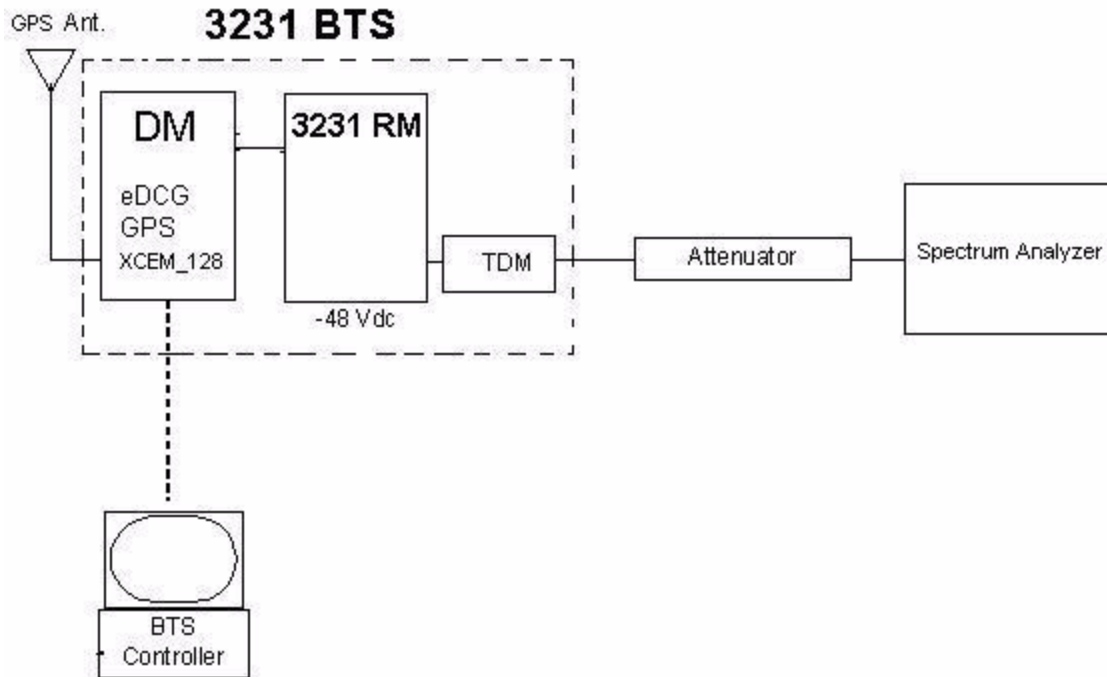 3231 BTS
GPS Ant.
DM
eDCG
GPS
XCEM_128
3231 RM
-48 Vdc
TDM
Attenuator
Spectrum Analyzer
BTS
Controller